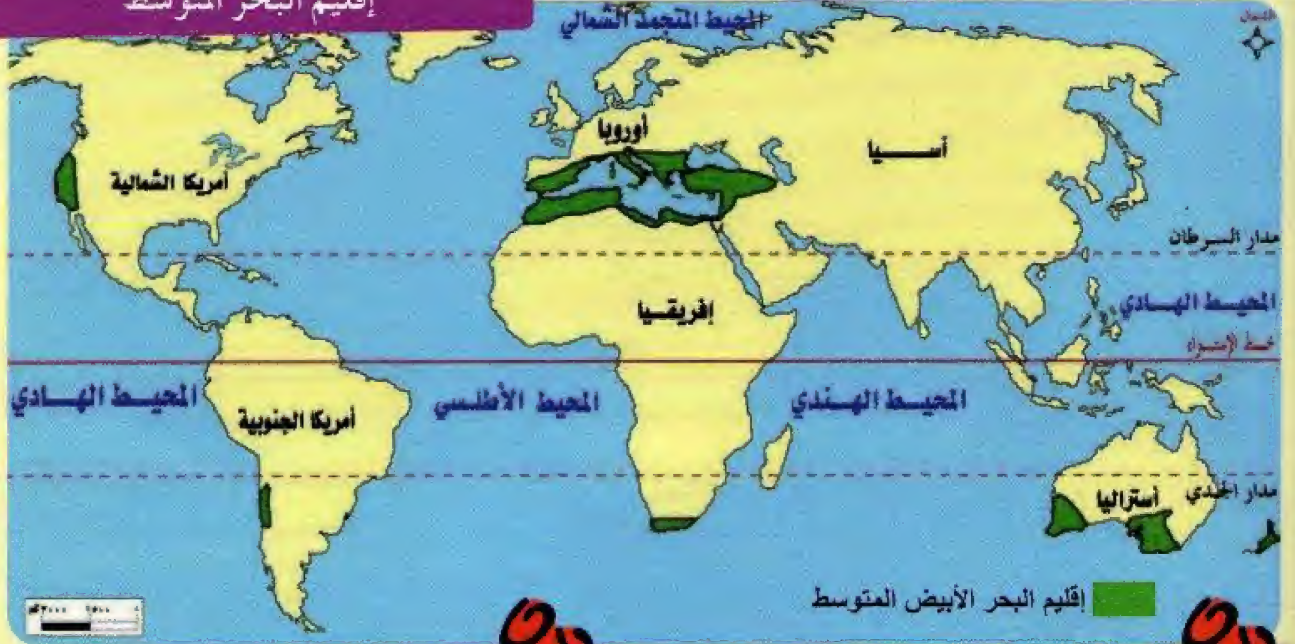 إقليم البحر المتوسط
المحيط المتجمد الشمالي
الشمال
أوروبا
آسيا
أمريكا الشمالية
مدار السرطان
المحيط الهادي
إفريقيا
خط الإستواء
المحيط الهادي
أمريكا الجنوبية
المحيط الأطلسي
المحيط الهندي
مدار الجدي
أستراليا
إقليم البحر الأبيض المتوسط